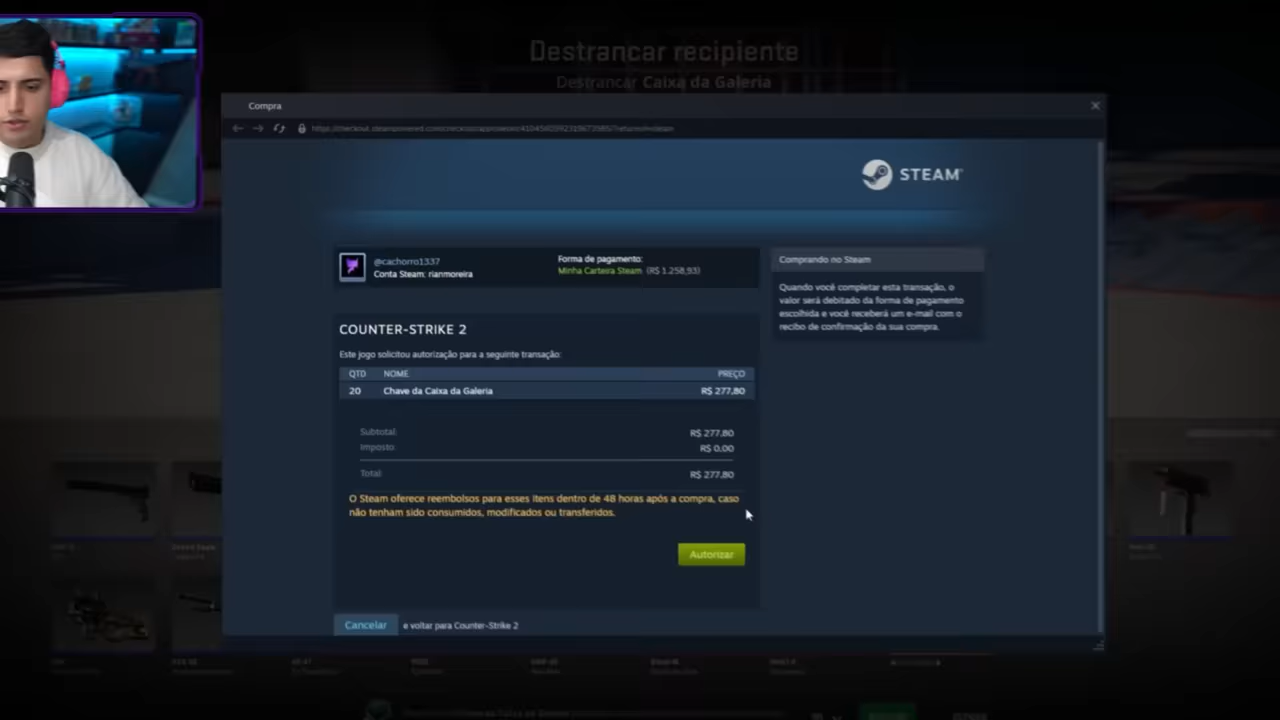 Destrancar recipiente
Destrancar Caixa da Galeria
Compra
STEAM
@cachorro1337
Conta Steam: rianmoreira
Forma de pagamento:
Minha Carteira Steam (R$ 1.258,93)
Comprando no Steam
Quando você completar esta transação, o
valor será debitado da forma de pagamento
escolhida e você receberá um e-mail com o
recibo de confirmação da sua compra.
COUNTER-STRIKE 2
Este jogo solicitou autorização para a seguinte transação:
QTD NOME PREÇO
20 Chave da Caixa da Galeria R$ 277,80
Subtotal: R$ 277,80
Imposto: R$ 0,00
Total: R$ 277,80
O Steam oferece reembolsos para esses itens dentro de 48 horas após a compra, caso
não tenham sido consumidos, modificados ou transferidos.
Autorizar
Cancelar e voltar para Counter-Strike 2